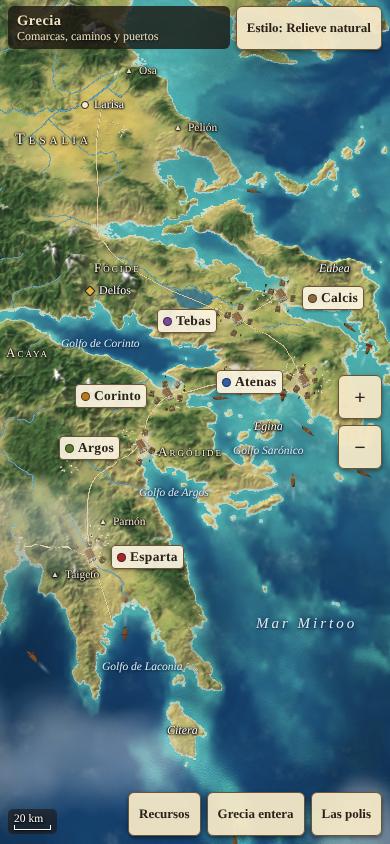 Grecia
Comarcas, caminos y puertos
Estilo: Relieve natural
Osa
Larisa
Pelión
TESALIA
Eubea
FÓCIDE
Delfos
Calcis
Tebas
Golfo de Corinto
ACAYA
Atenas
Corinto
+
Egina
−
Argos
ARGÓLIDE
Golfo Sarónico
Golfo de Argos
Parnón
Esparta
Taigeto
Mar Mirtoo
Golfo de Laconia
Citera
20 km
Recursos
Grecia entera
Las polis